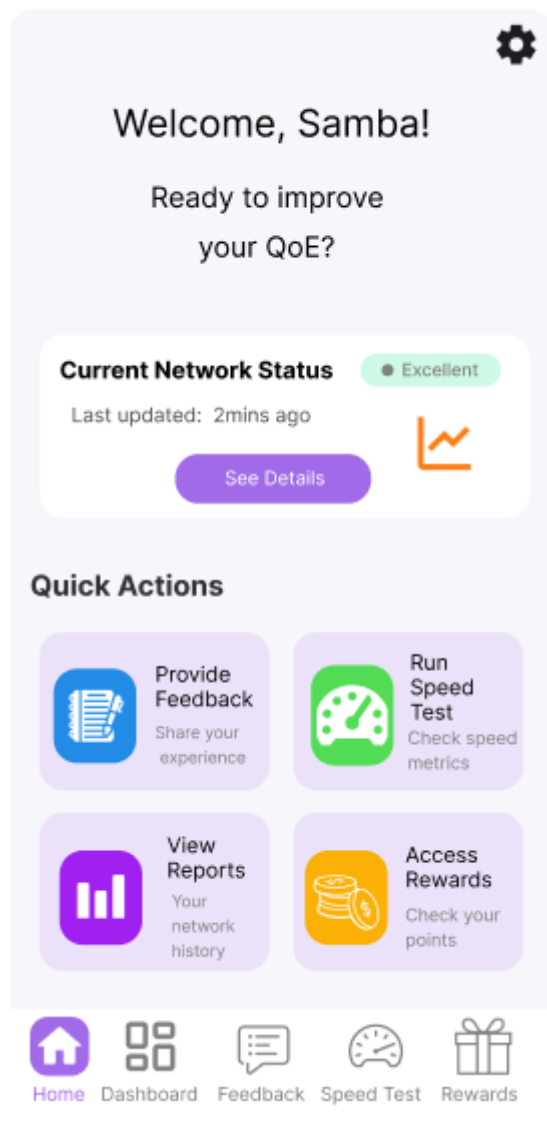 Welcome, Samba!
Ready to improve
your QoE?
Current Network Status
Excellent
Last updated: 2mins ago
See Details
Quick Actions
Provide
Feedback
Share your
experience
Run
Speed
Test
Check speed
metrics
View
Reports
Your
network
history
Access
Rewards
Check your
points
Home
Dashboard
Feedback
Speed Test
Rewards